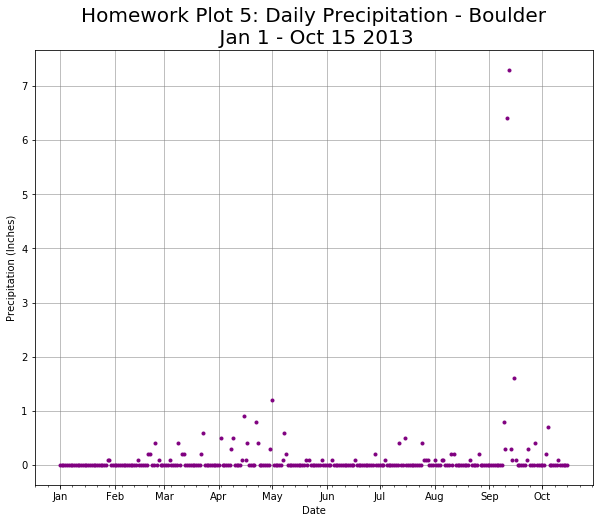 Homework Plot 5: Daily Precipitation - Boulder
Jan 1 - Oct 15 2013
7
6
5
4
3
2
1
0
Precipitation (Inches)
Jan Feb Mar Apr May Jun Jul Aug Sep Oct
Date